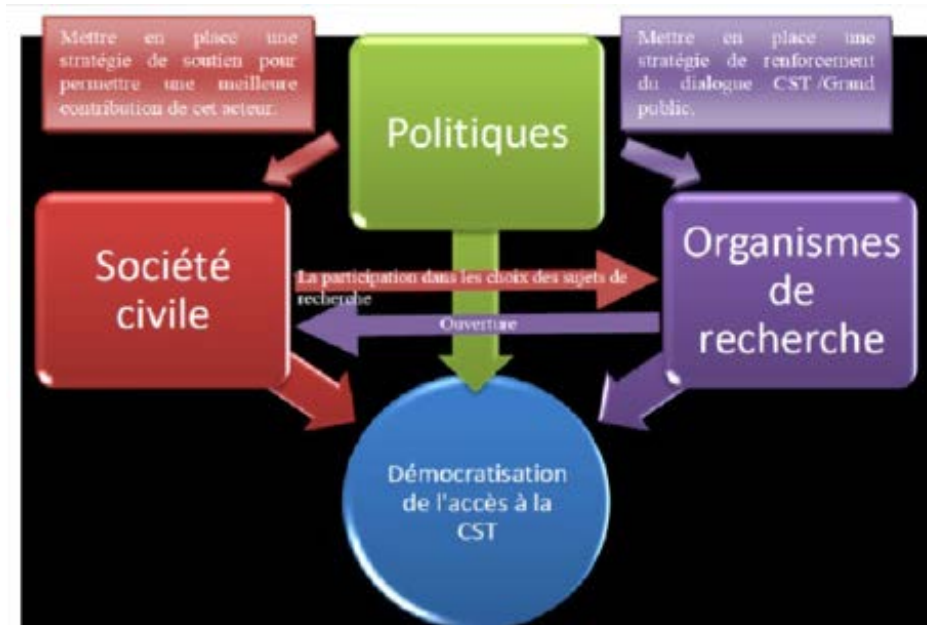 Mettre en place une
stratégie de soutien pour
permettre une meilleure
contribution de cet acteur.
Politiques
Mettre en place une
stratégie de renforcement
du dialogue CST /Grand
public.
Société
civile
La participation dans les choix des sujets de
recherche
Ouverture
Organismes
de
recherche
Démocratisation
de l'accès à la
CST